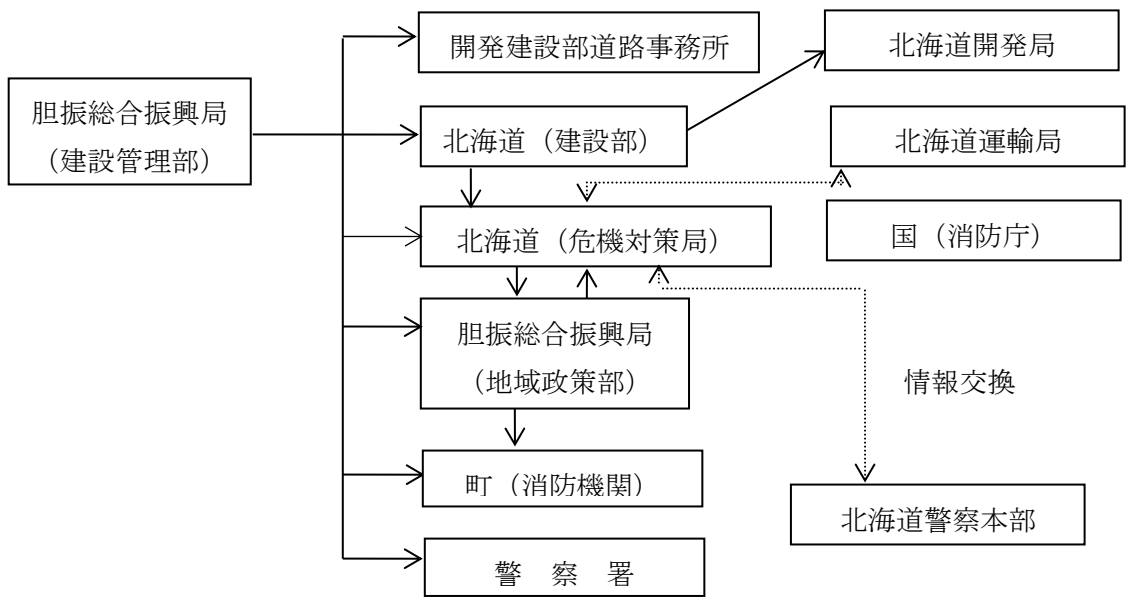 開発建設部道路事務所
北海道開発局
胆振総合振興局
（建設管理部）
北海道（建設部）
北海道運輸局
北海道（危機対策局）
国（消防庁）
胆振総合振興局
（地域政策部）
情報交換
町（消防機関）
北海道警察本部
警　察　署